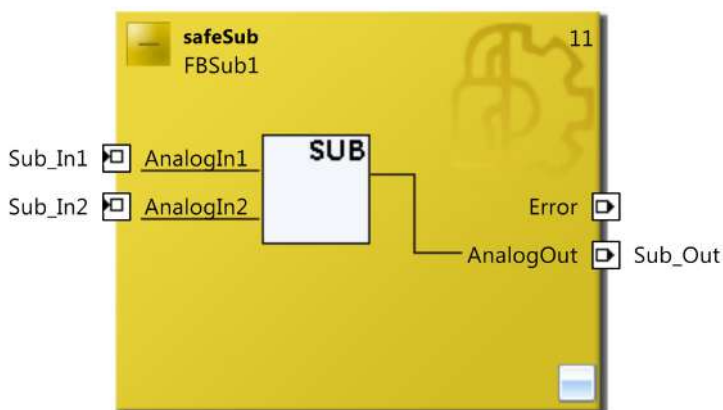 safeSub 11
FBSub1
SUB
Sub_In1 AnalogIn1
Sub_In2 AnalogIn2
Error
AnalogOut Sub_Out